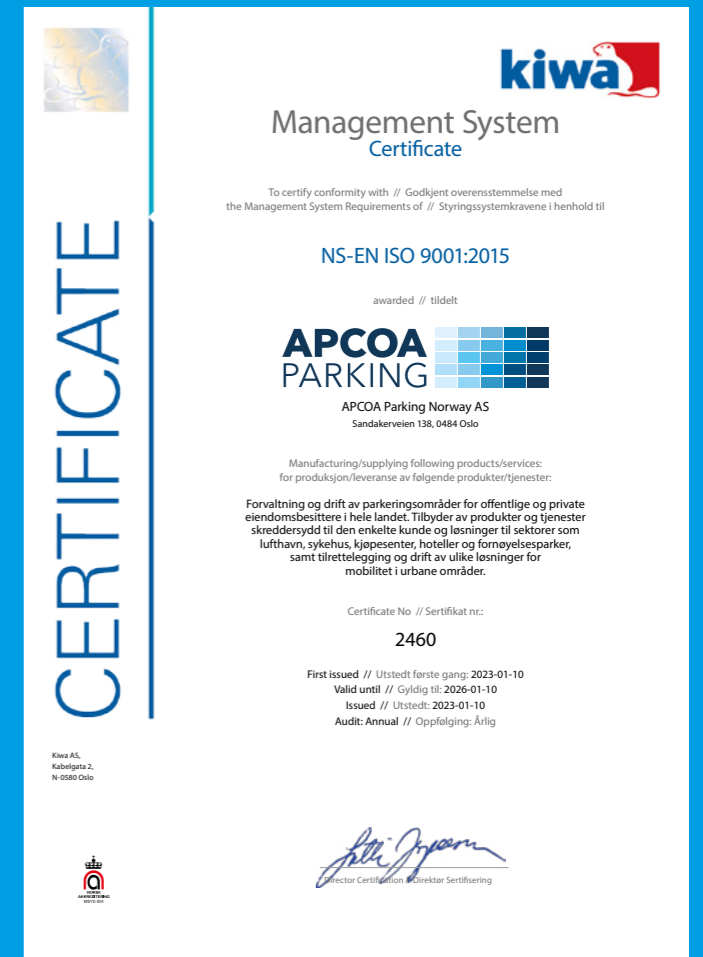 kiwa
Management System
Certificate
To certify conformity with // Godkjent overensstemmelse med
the Management System Requirements of // Styringssystemkravene i henhold til
NS-EN ISO 9001:2015
awarded // tildelt
APCOA
PARKING
APCOA Parking Norway AS
Sandakerveien 138, 0484 Oslo
Manufacturing/supplying following products/services:
for produksjon/leveranse av følgende produkter/tjenester:
Forvaltning og drift av parkeringsområder for offentlige og private
eiendomsbesittere i hele landet. Tilbyder av produkter og tjenester
skreddersydd til den enkelte kunde og løsninger til sektorer som
lufthavn, sykehus, kjøpesenter, hoteller og fornøyelsesparker,
samt tilrettelegging og drift av ulike løsninger for
mobilitet i urbane områder.
Certificate No // Sertifikat nr.:
2460
First issued // Utstedt første gang: 2023-01-10
Valid until // Gyldig til: 2026-01-10
Issued // Utstedt: 2023-01-10
Audit: Annual // Oppfølging: Årlig
CERTIFICATE
Kiwa AS,
Kabelgata 2,
N-0580 Oslo
NORSK
AKKREDITERING
Director Certification // Direktør Sertifisering